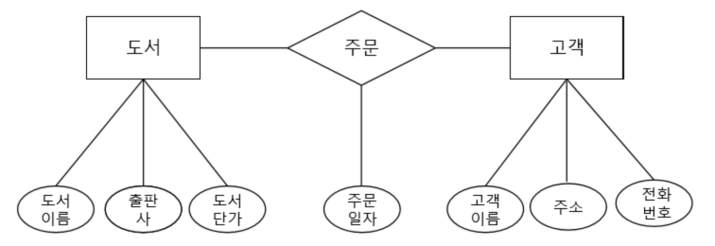 도서
주문
고객
도서
이름
출판
사
도서
단가
주문
일자
고객
이름
주소
전화
번호